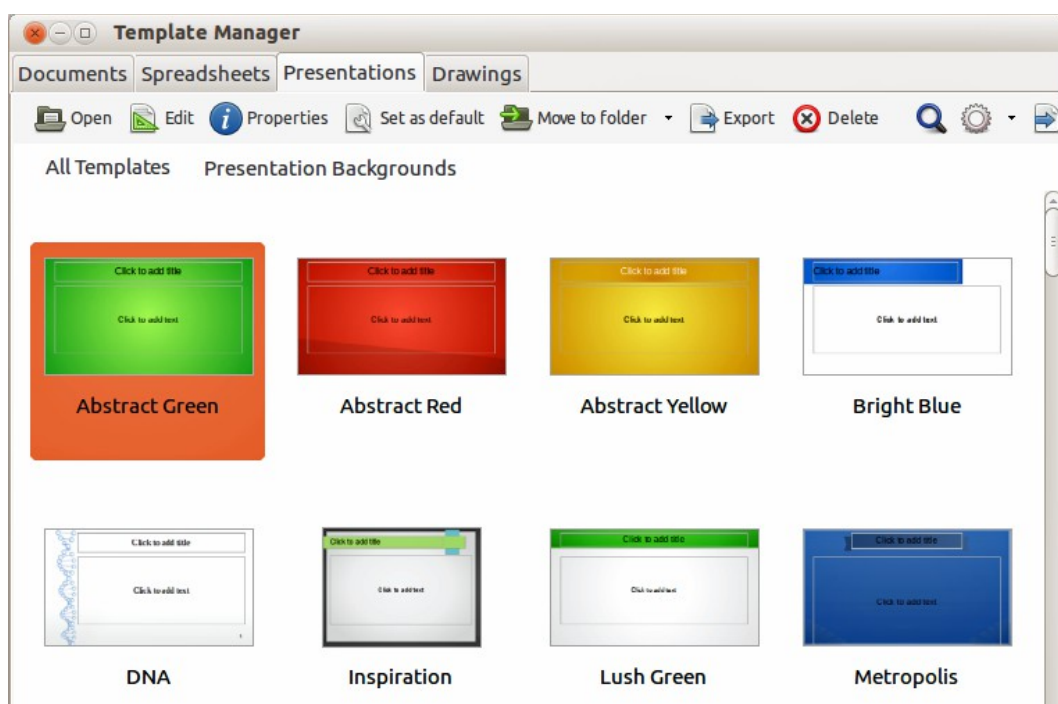 Template Manager
Documents Spreadsheets Presentations Drawings
Open Edit Properties Set as default Move to folder Export Delete
All Templates Presentation Backgrounds
Click to add title Click to add title Click to add title Click to add title
Click to add text Click to add text Click to add text Click to add text
Abstract Green Abstract Red Abstract Yellow Bright Blue
Click to add title Click to add title Click to add title Click to add title
Click to add text Click to add text Click to add text Click to add text
DNA Inspiration Lush Green Metropolis